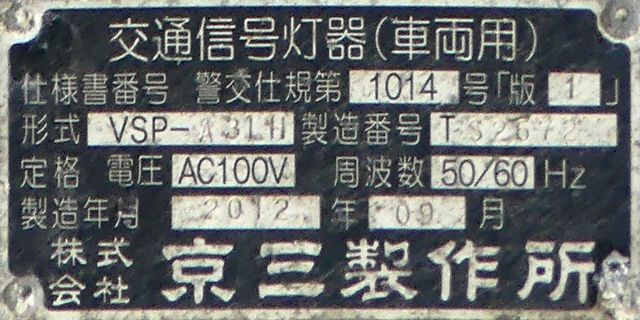 交通信号灯器(車両用)
仕様書番号 警交仕規第 1014 号「版 1 」
形式 VSP-A3L1I 製造番号 T S2672
定格 電圧 AC100V 周波数 50/60 Hz
製造年月 2012 年 09 月
株式会社 京三製作所